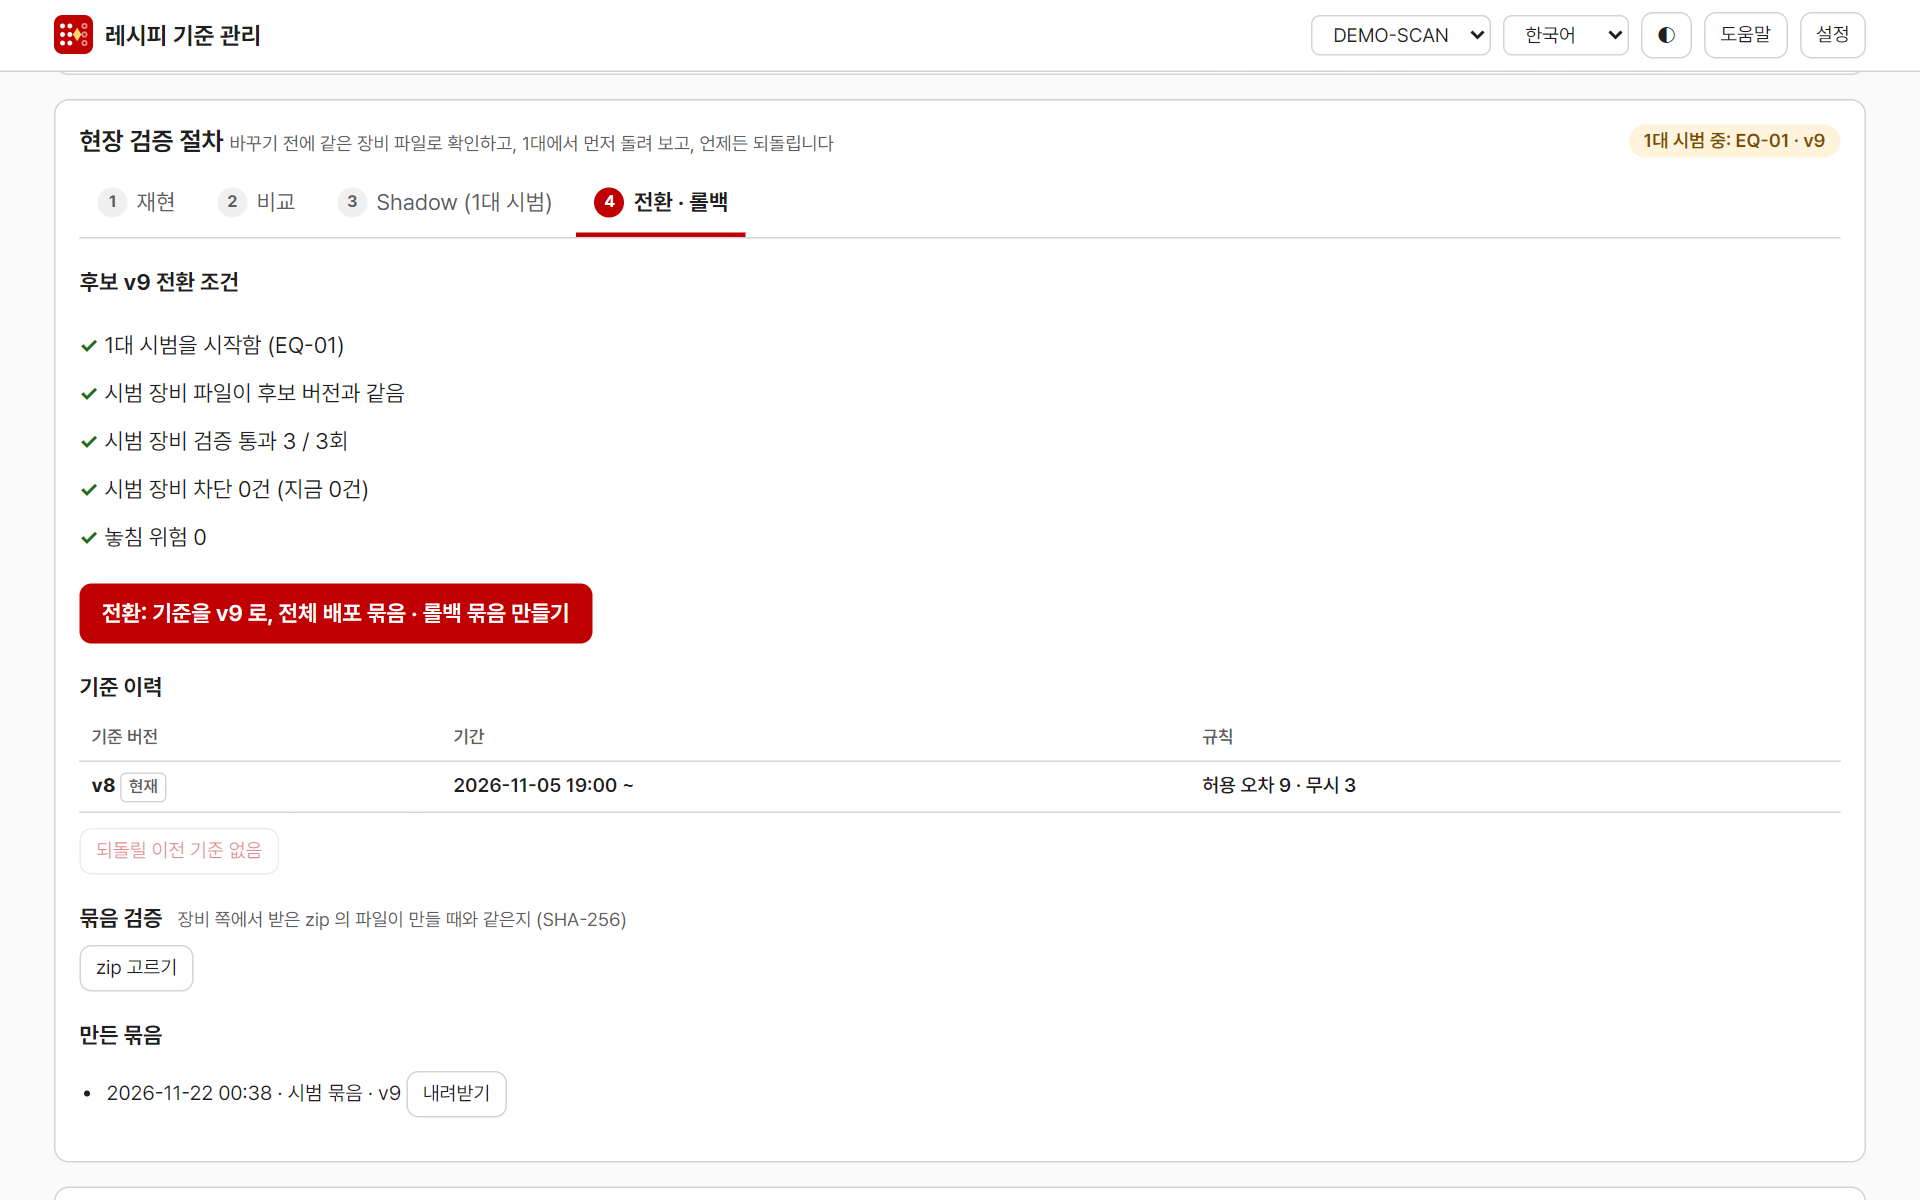 레시피 기준 관리
DEMO-SCAN
한국어
도움말
설정
현장 검증 절차 바꾸기 전에 같은 장비 파일로 확인하고, 1대에서 먼저 돌려 보고, 언제든 되돌립니다
1대 시범 중: EQ-01 · v9
1 재현
2 비교
3 Shadow (1대 시범)
4 전환 · 롤백
후보 v9 전환 조건
✓ 1대 시범을 시작함 (EQ-01)
✓ 시범 장비 파일이 후보 버전과 같음
✓ 시범 장비 검증 통과 3 / 3회
✓ 시범 장비 차단 0건 (지금 0건)
✓ 놓침 위험 0
전환: 기준을 v9 로, 전체 배포 묶음 · 롤백 묶음 만들기
기준 이력
기준 버전 기간 규칙
v8 현재 2026-11-05 19:00 ~ 허용 오차 9 · 무시 3
되돌릴 이전 기준 없음
묶음 검증 장비 쪽에서 받은 zip 의 파일이 만들 때와 같은지 (SHA-256)
zip 고르기
만든 묶음
• 2026-11-22 00:38 · 시범 묶음 · v9 내려받기